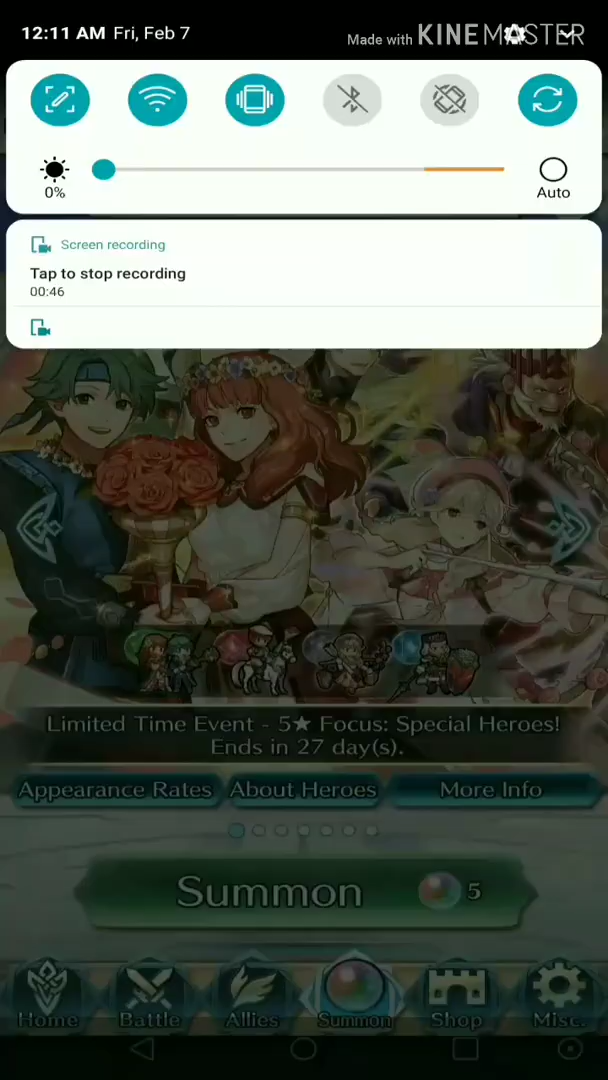 12:11 AM Fri, Feb 7
Made with KINEMASTER
0%
Auto
Screen recording
Tap to stop recording
00:46
Limited Time Event - 5★ Focus: Special Heroes!
Ends in 27 day(s).
Appearance Rates About Heroes More Info
Summon 5
Home Battle Allies Summon Shop Misc.